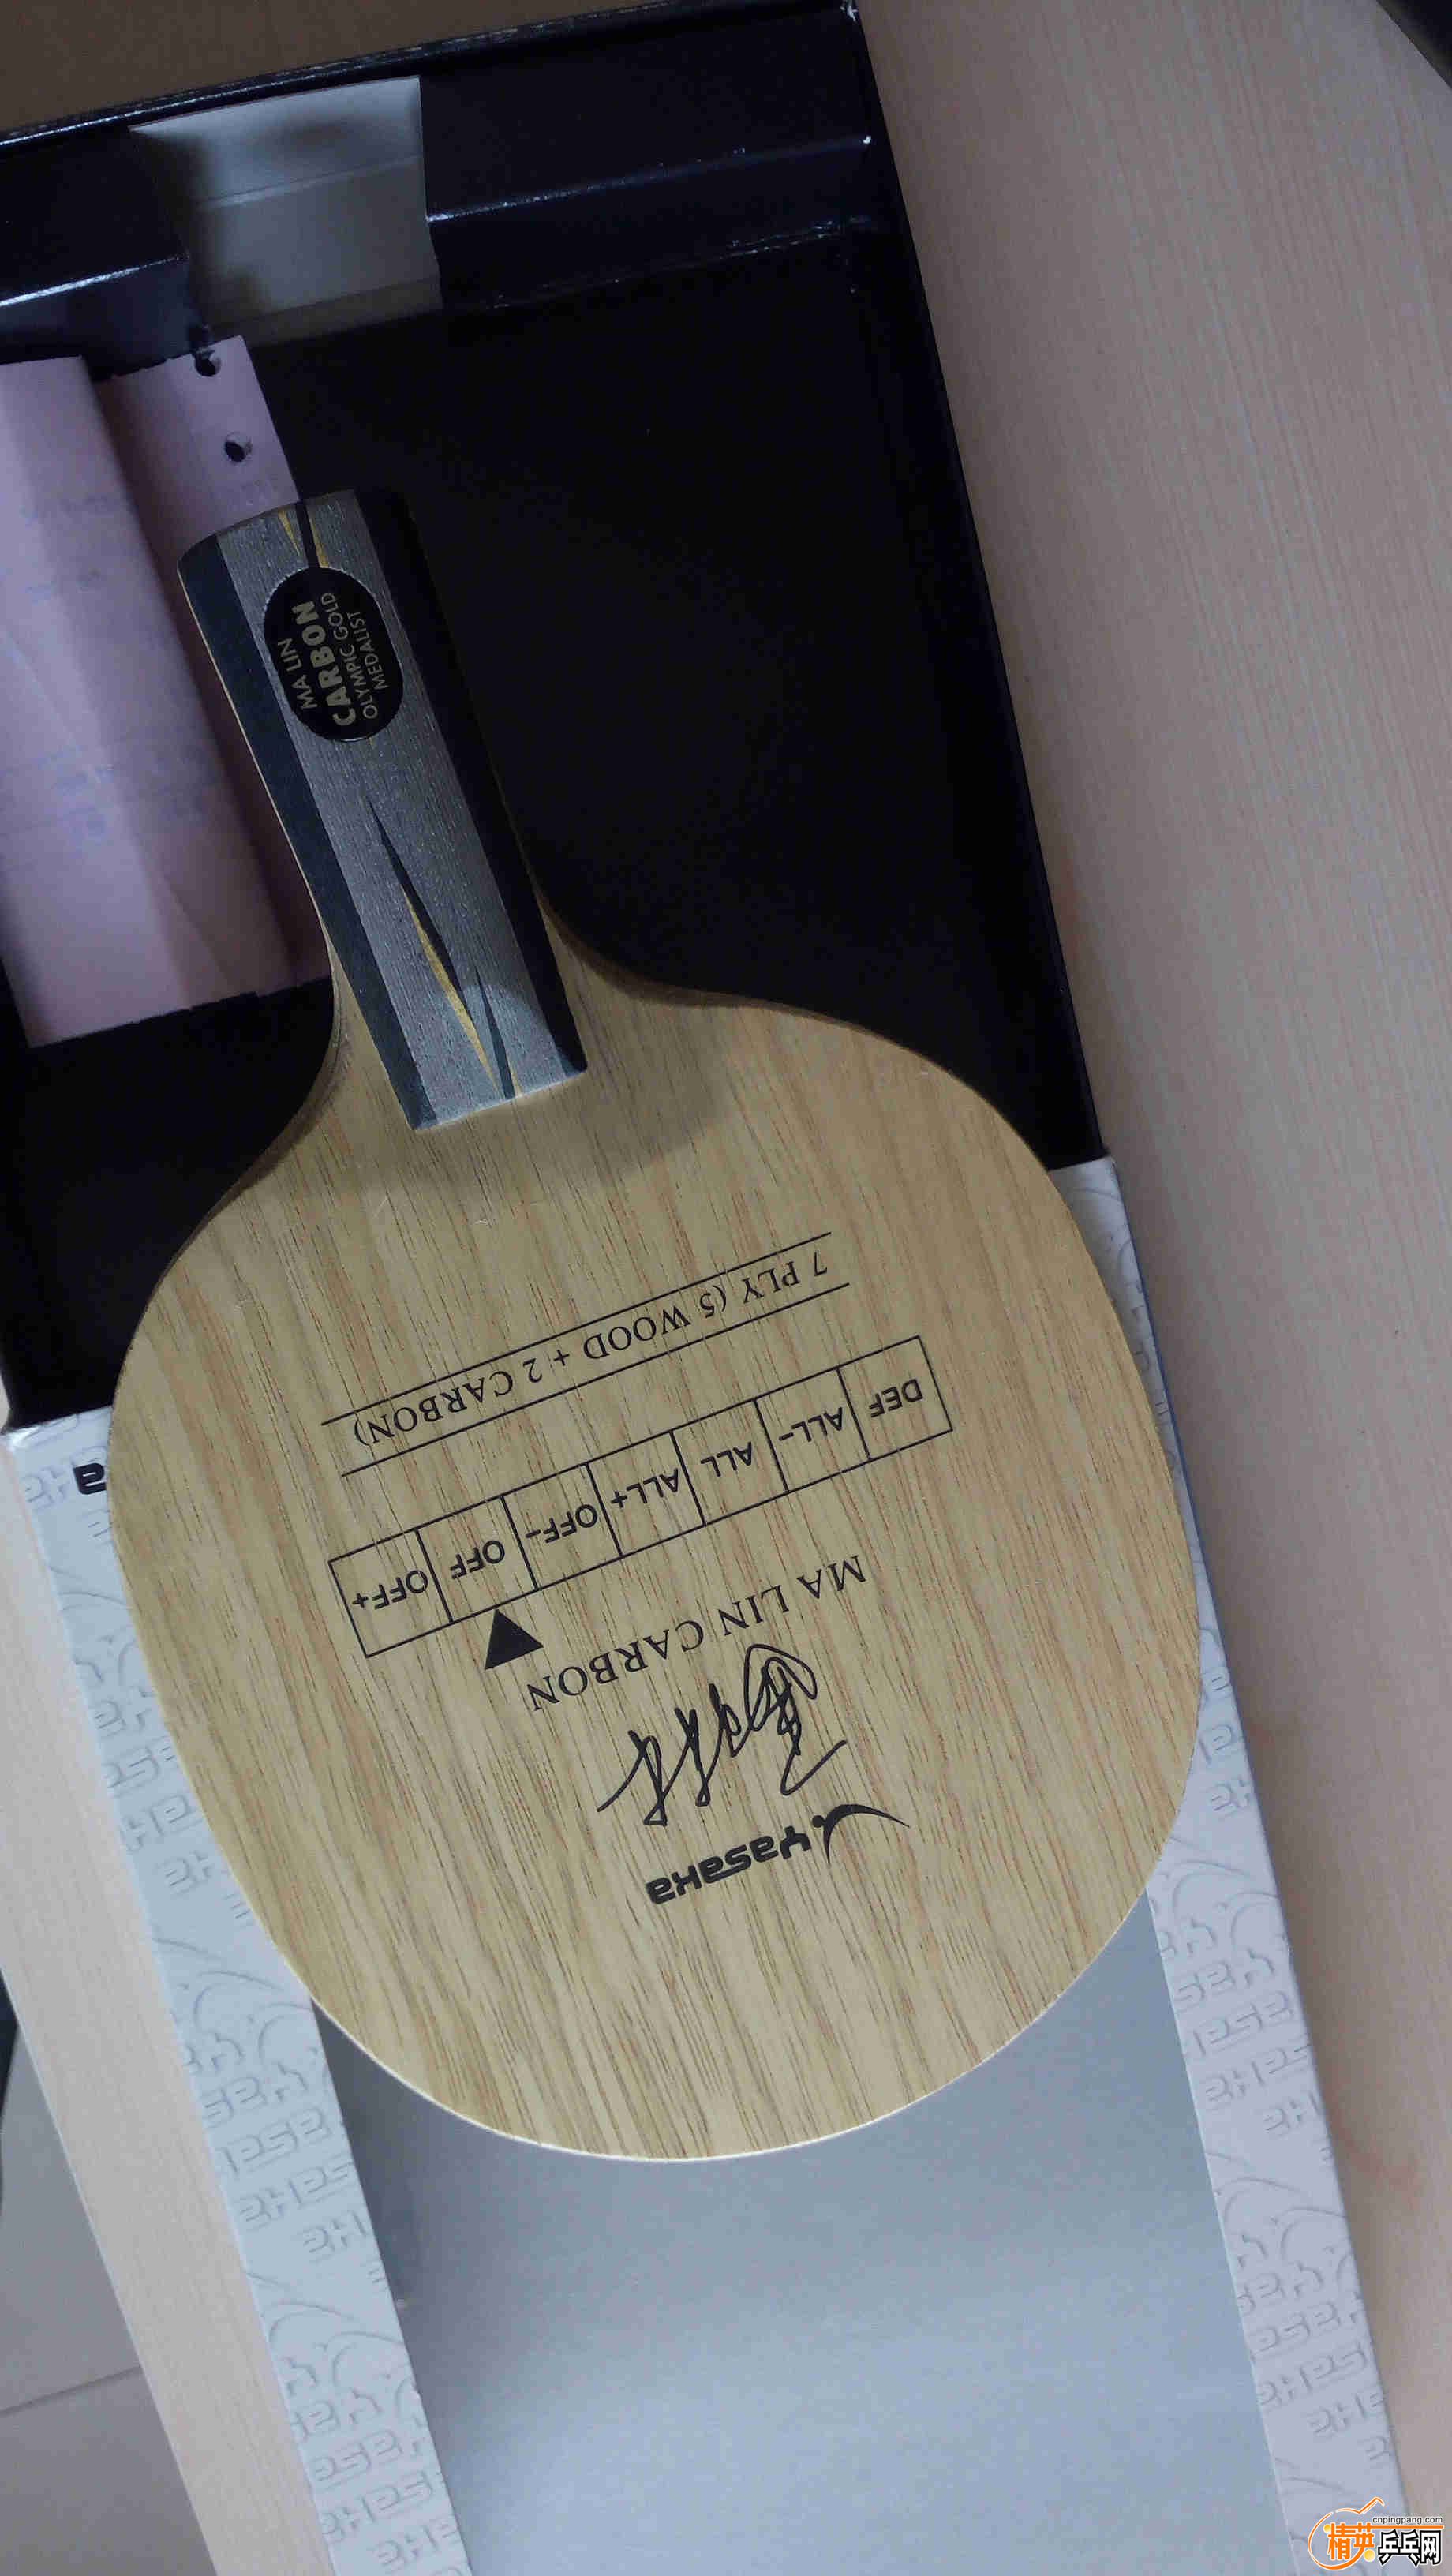 MA LIN
CARBON
OLYMPIC GOLD
MEDALIST
Yasaka
MA LIN CARBON
OFF+ OFF OFF- ALL+ ALL ALL- DEF
7 PLY (5 WOOD + 2 CARBON)
cnpingpang.com
精英乒乓网